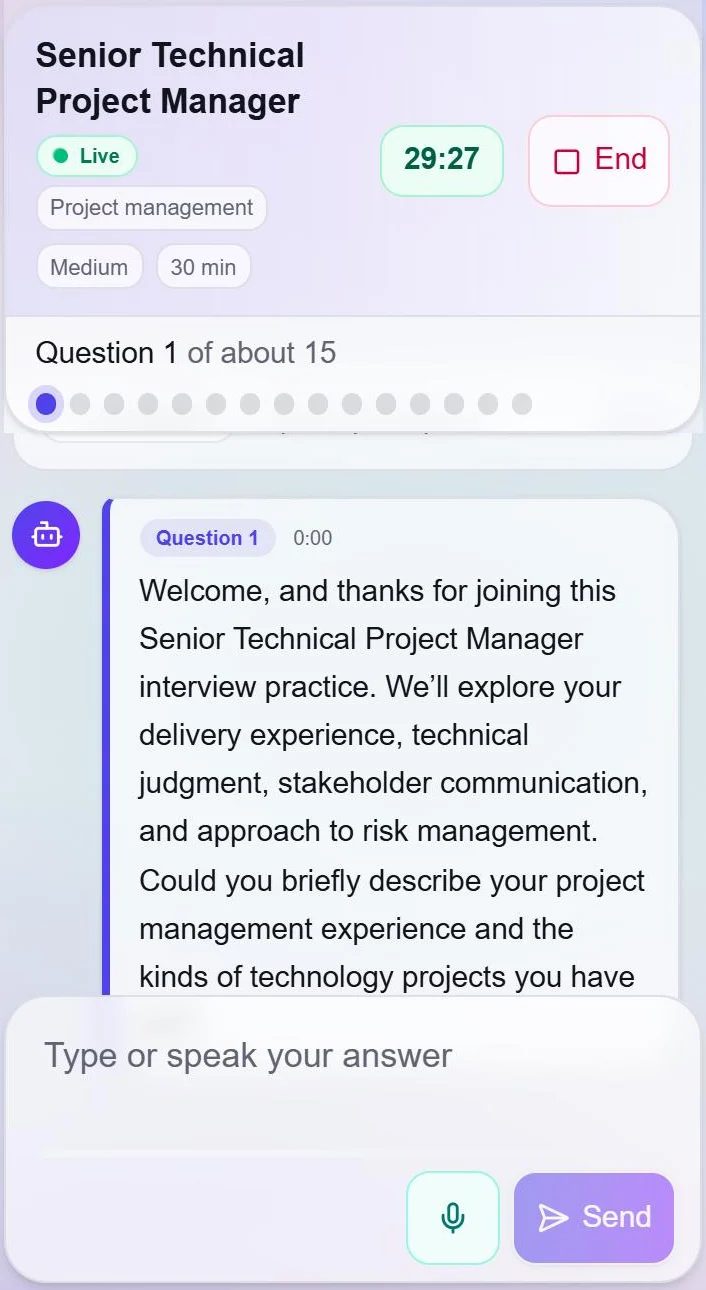 Senior Technical
Project Manager
Live
29:27
End
Project management
Medium
30 min
Question 1 of about 15
Question 1
0:00
Welcome, and thanks for joining this
Senior Technical Project Manager
interview practice. We’ll explore your
delivery experience, technical
judgment, stakeholder communication,
and approach to risk management.
Could you briefly describe your project
management experience and the
kinds of technology projects you have
Type or speak your answer
Send